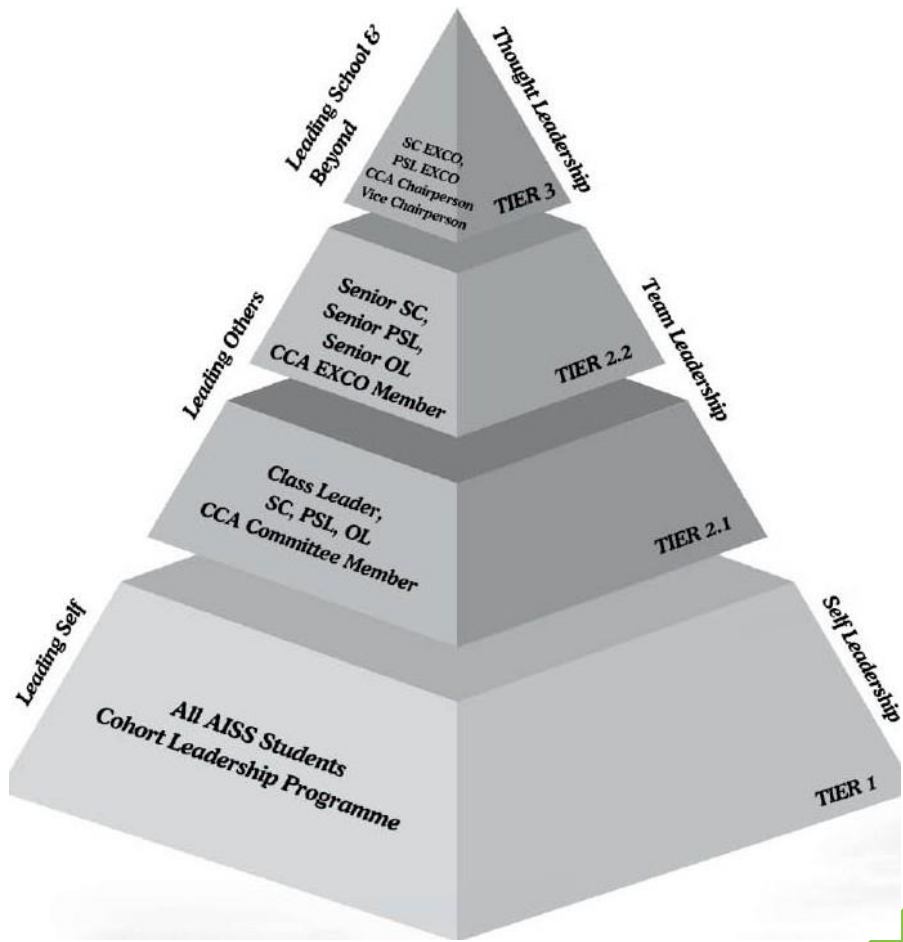 Leading School &
Beyond
Thought Leadership
SC EXCO,
PSL EXCO
CCA Chairperson
Vice Chairperson
TIER 3
Leading Others
Team Leadership
Senior SC,
Senior PSL,
Senior OL
CCA EXCO Member
TIER 2.2
Class Leader,
SC, PSL, OL
CCA Committee Member
TIER 2.1
Leading Self
Self Leadership
All AISS Students
Cohort Leadership Programme
TIER 1